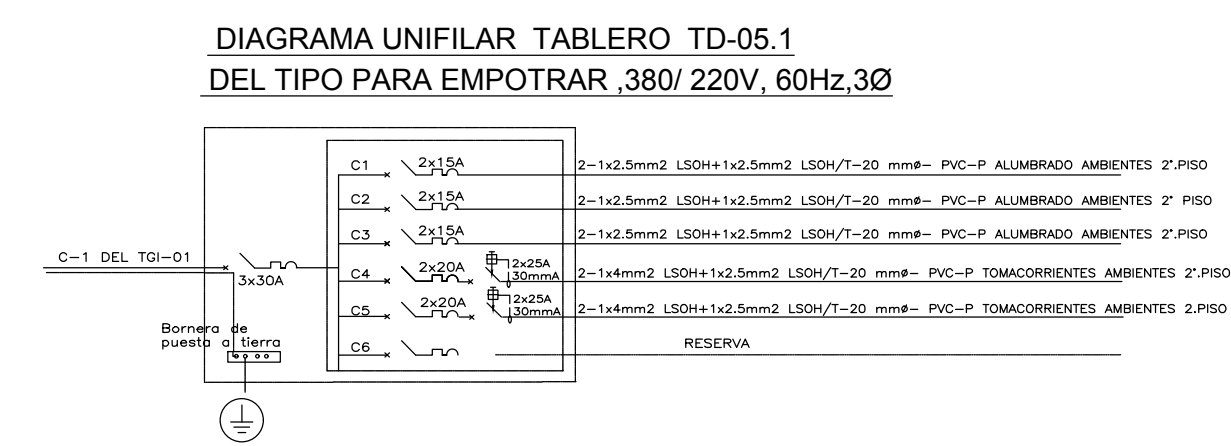 DIAGRAMA UNIFILAR TABLERO TD-05.1
DEL TIPO PARA EMPOTRAR ,380/ 220V, 60Hz,3Ø
C1 2x15A 2-1x2.5mm2 LSOH+1x2.5mm2 LSOH/T-20 mmø- PVC-P ALUMBRADO AMBIENTES 2°.PISO
C2 2x15A 2-1x2.5mm2 LSOH+1x2.5mm2 LSOH/T-20 mmø- PVC-P ALUMBRADO AMBIENTES 2° PISO
C3 2x15A 2-1x2.5mm2 LSOH+1x2.5mm2 LSOH/T-20 mmø- PVC-P ALUMBRADO AMBIENTES 2°.PISO
C-1 DEL TGI-01
3x30A
C4 2x20A 2x25A 2-1x4mm2 LSOH+1x2.5mm2 LSOH/T-20 mmø- PVC-P TOMACORRIENTES AMBIENTES 2°.PISO
30mmA
C5 2x20A 2x25A 2-1x4mm2 LSOH+1x2.5mm2 LSOH/T-20 mmø- PVC-P TOMACORRIENTES AMBIENTES 2.PISO
30mmA
Bornera de
puesta a tierra
C6 RESERVA